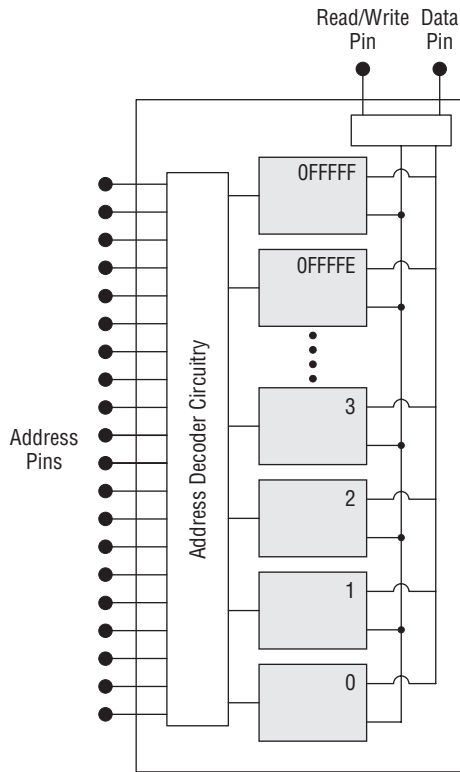 Read/Write Data
Pin Pin
0FFFFF
0FFFFE
3
2
1
0
Address Decoder Circuitry
Address
Pins